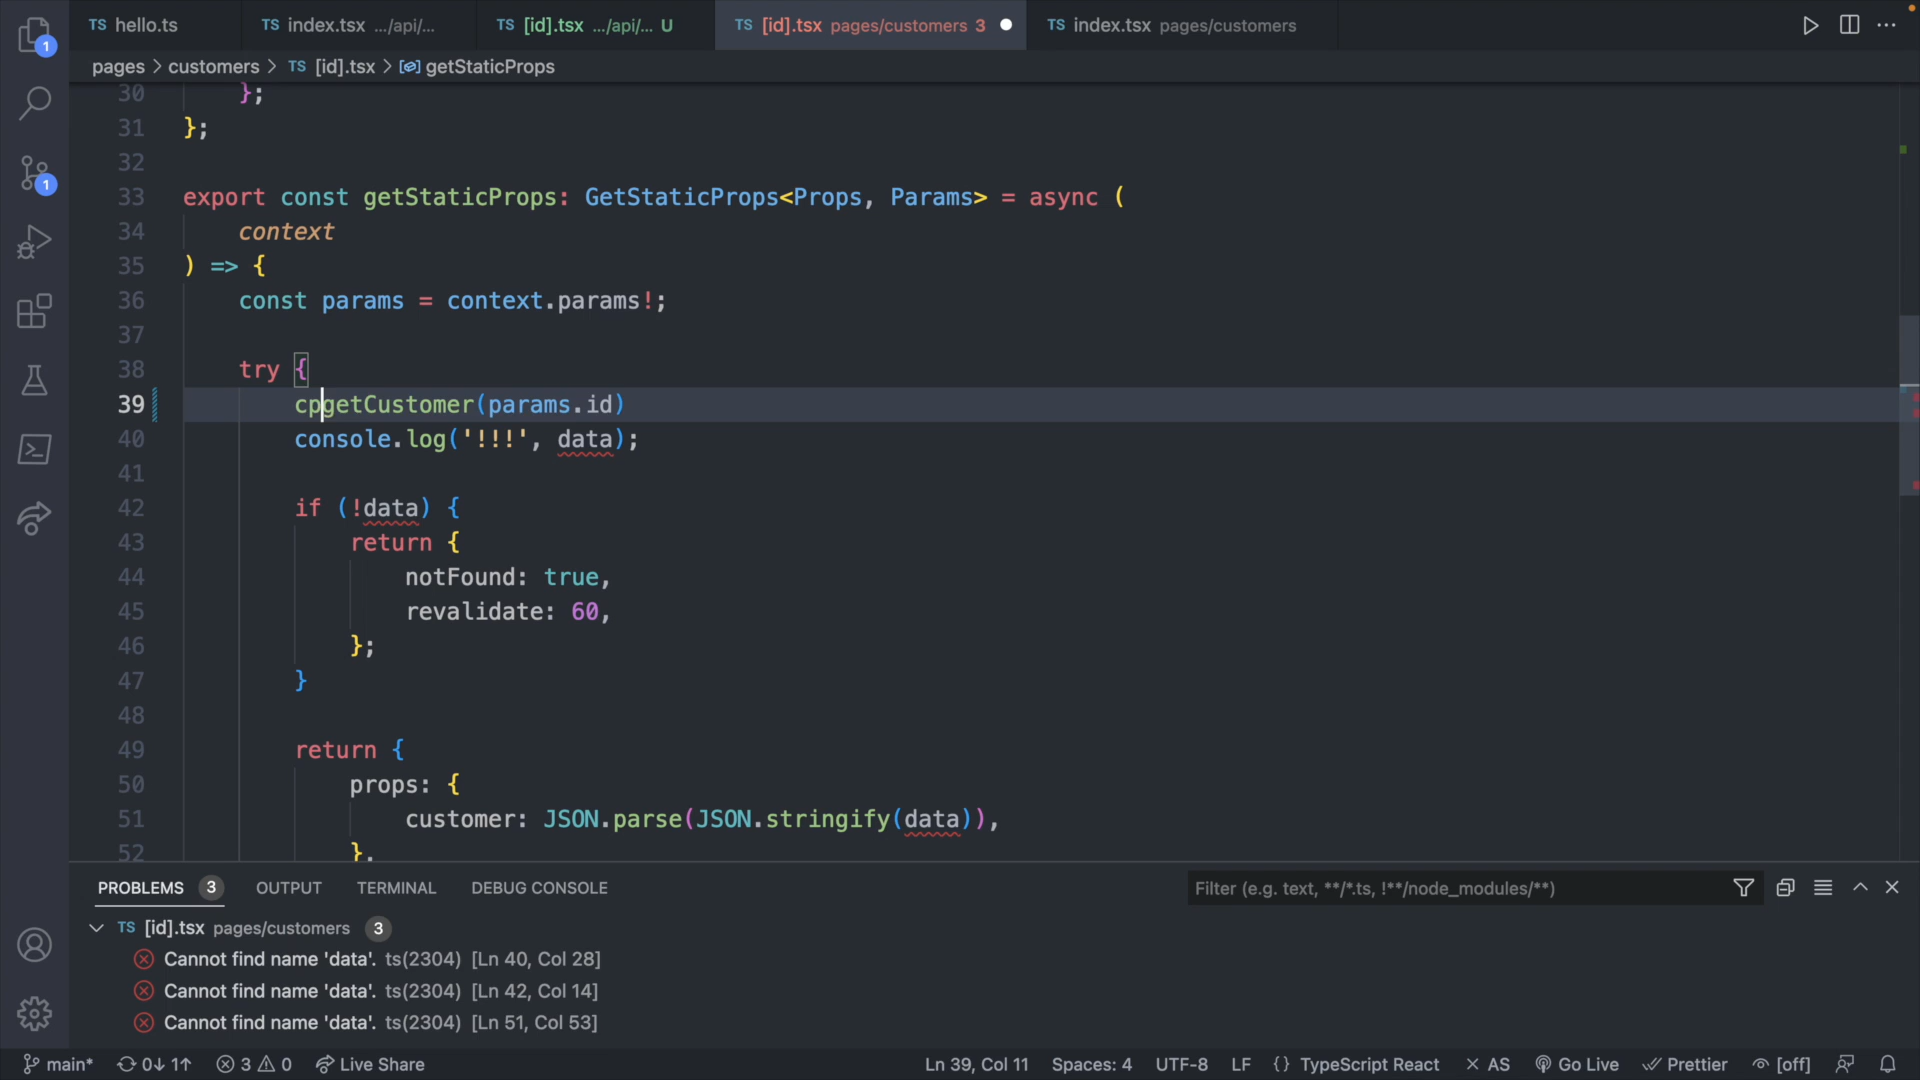 TS hello.ts TS index.tsx .../api/... TS [id].tsx .../api/... U TS [id].tsx pages/customers 3 TS index.tsx pages/customers
1
pages > customers > TS [id].tsx > getStaticProps
30 };
31 };
32
33 export const getStaticProps: GetStaticProps<Props, Params> = async (
34 context
35 ) => {
36 const params = context.params!;
37
38 try {
39 cpgetCustomer(params.id)
40 console.log('!!!', data);
41
42 if (!data) {
43 return {
44 notFound: true,
45 revalidate: 60,
46 };
47 }
48
49 return {
50 props: {
51 customer: JSON.parse(JSON.stringify(data)),
52 },
1
PROBLEMS 3 OUTPUT TERMINAL DEBUG CONSOLE Filter (e.g. text, **/*.ts, !**/node_modules/**)
TS [id].tsx pages/customers 3
Cannot find name 'data'. ts(2304) [Ln 40, Col 28]
Cannot find name 'data'. ts(2304) [Ln 42, Col 14]
Cannot find name 'data'. ts(2304) [Ln 51, Col 53]
main* 0↓ 1↑ 3 0 Live Share Ln 39, Col 11 Spaces: 4 UTF-8 LF {} TypeScript React × AS Go Live Prettier [off]